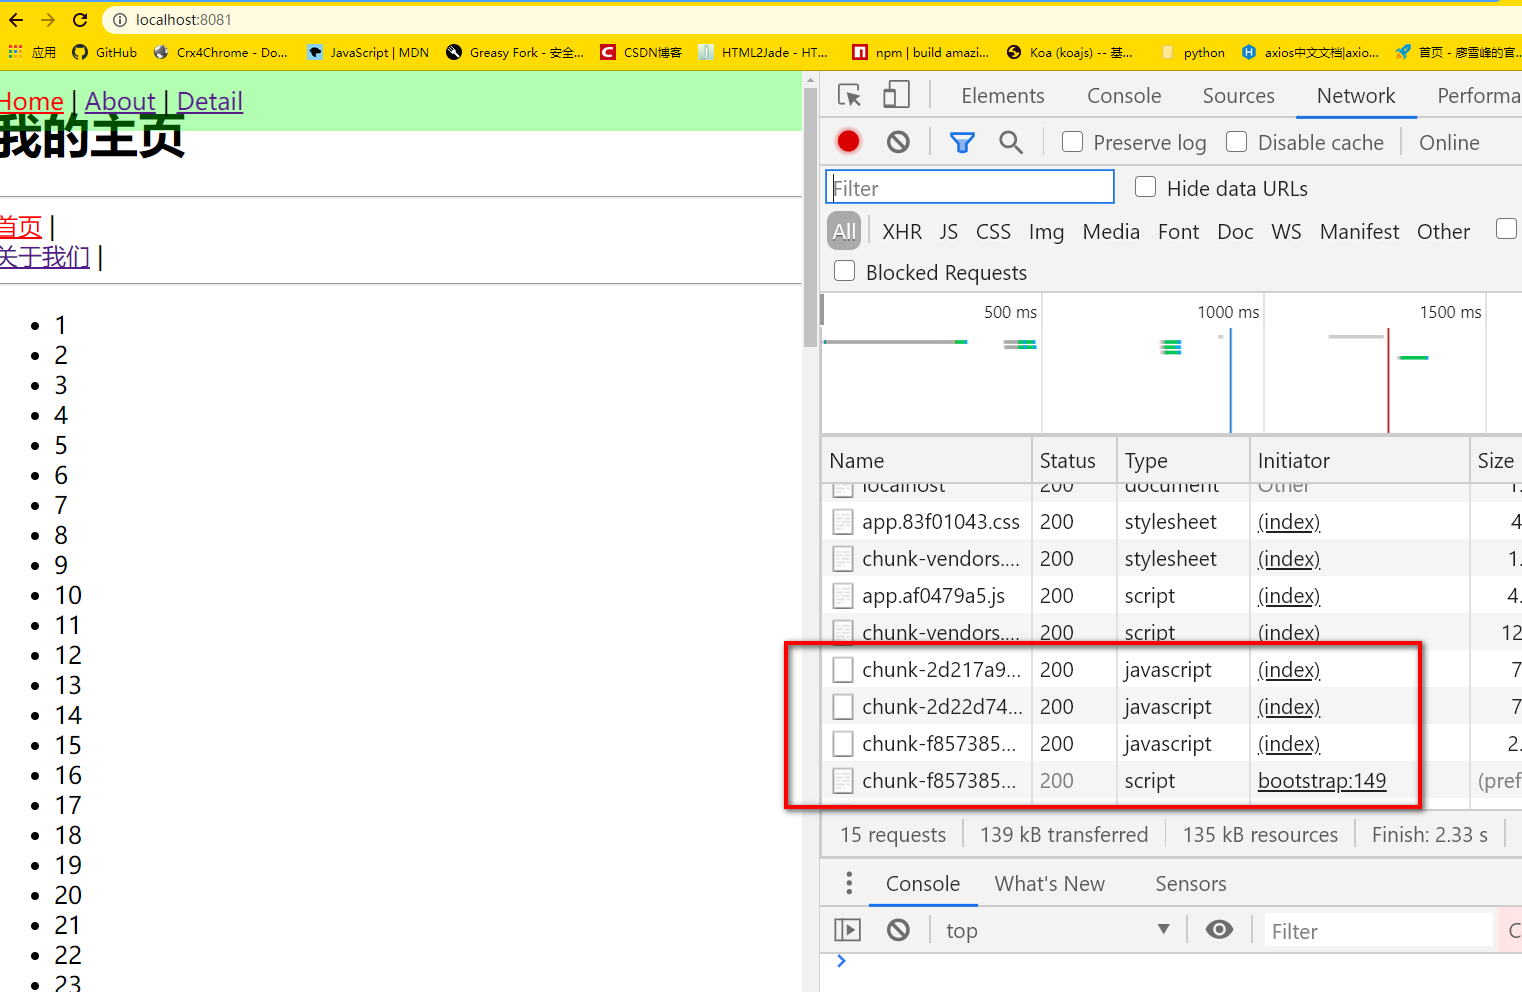 localhost:8081
应用 GitHub Crx4Chrome - Do... JavaScript | MDN Greasy Fork - 安全... CSDN博客 HTML2Jade - HT... npm | build amazi... Koa (koajs) -- 基... python axios中文文档|axio... 首页 - 廖雪峰的官...
Home | About | Detail
我的主页
首页 |
关于我们 |
1
2
3
4
5
6
7
8
9
10
11
12
13
14
15
16
17
18
19
20
21
22
23
Elements Console Sources Network Performa
Preserve log Disable cache Online
Filter Hide data URLs
All XHR JS CSS Img Media Font Doc WS Manifest Other
Blocked Requests
500 ms 1000 ms 1500 ms
Name Status Type Initiator Size
localhost 200 document Other 1.
app.83f01043.css 200 stylesheet (index) 4
chunk-vendors.... 200 stylesheet (index) 1.
app.af0479a5.js 200 script (index) 4.
chunk-vendors.... 200 script (index) 12
chunk-2d217a9... 200 javascript (index) 7
chunk-2d22d74... 200 javascript (index) 7
chunk-f857385... 200 javascript (index) 2.
chunk-f857385... 200 script bootstrap:149 (pref
15 requests 139 kB transferred 135 kB resources Finish: 2.33 s
Console What's New Sensors
top Filter C